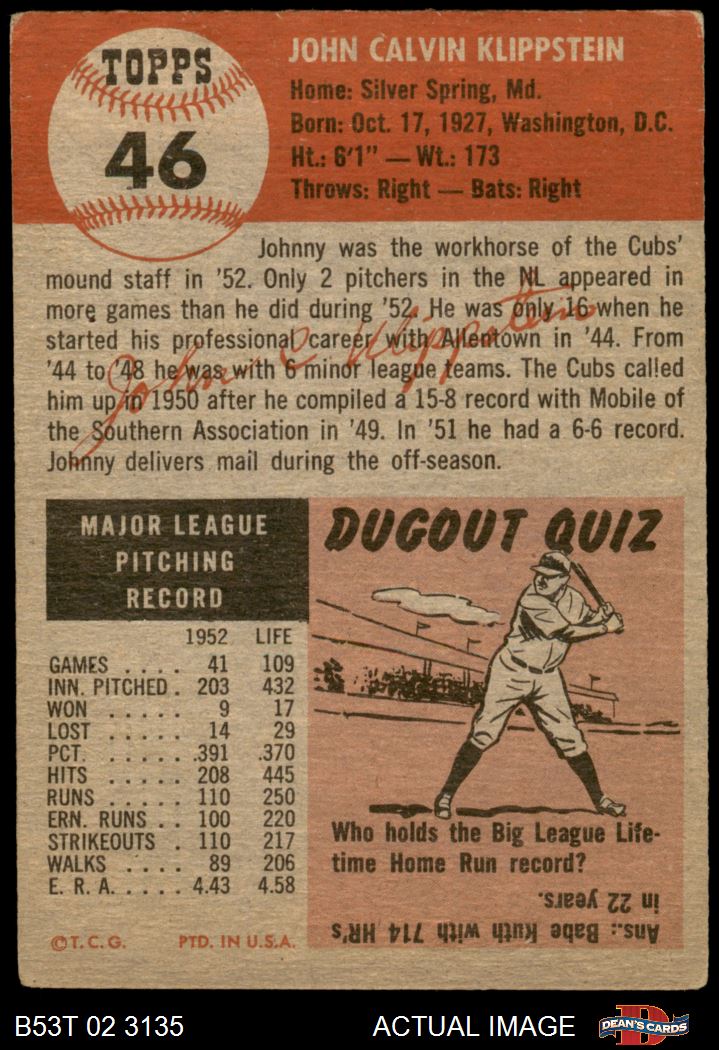 TOPPS
46
JOHN CALVIN KLIPPSTEIN
Home: Silver Spring, Md.
Born: Oct. 17, 1927, Washington, D.C.
Ht.: 6'1" — Wt.: 173
Throws: Right — Bats: Right
Johnny was the workhorse of the Cubs'
mound staff in '52. Only 2 pitchers in the NL appeared in
more games than he did during '52. He was only 16 when he
started his professional career with Allentown in '44. From
'44 to '48 he was with 6 minor league teams. The Cubs called
him up in 1950 after he compiled a 15-8 record with Mobile of
the Southern Association in '49. In '51 he had a 6-6 record.
Johnny delivers mail during the off-season.
John C Klippstein
MAJOR LEAGUE
PITCHING
RECORD
1952 LIFE
GAMES . . . . 41 109
INN. PITCHED . 203 432
WON . . . . . 9 17
LOST . . . . . 14 29
PCT. . . . . . .391 .370
HITS . . . . . 208 445
RUNS . . . . . 110 250
ERN. RUNS . . 100 220
STRIKEOUTS . 110 217
WALKS . . . . 89 206
E. R. A. . . . . 4.43 4.58
©T.C.G. PTD. IN U.S.A.
DUGOUT QUIZ
Who holds the Big League Life-
time Home Run record?
Ans.: Babe Ruth with 714 HR's
in 22 years.
B53T 02 3135
ACTUAL IMAGE
D
DEAN'S CARDS